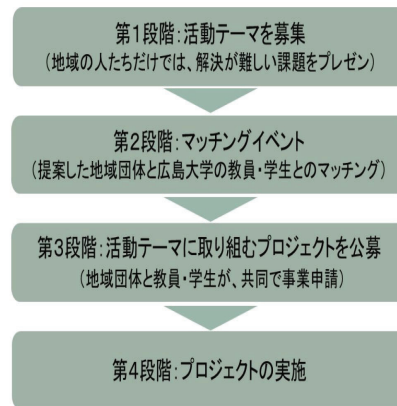 第1段階：活動テーマを募集
（地域の人たちだけでは、解決が難しい課題をプレゼン）
第2段階：マッチングイベント
（提案した地域団体と広島大学の教員・学生とのマッチング）
第3段階：活動テーマに取り組むプロジェクトを公募
（地域団体と教員・学生が、共同で事業申請）
第4段階：プロジェクトの実施